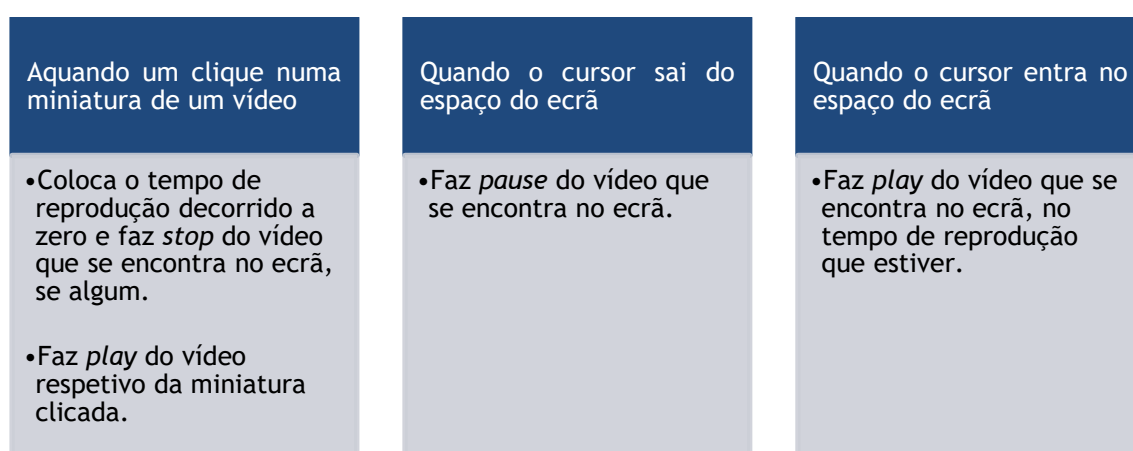 Aquando um clique numa
miniatura de um vídeo
•Coloca o tempo de
reprodução decorrido a
zero e faz stop do vídeo
que se encontra no ecrã,
se algum.
•Faz play do vídeo
respetivo da miniatura
clicada.
Quando o cursor sai do
espaço do ecrã
•Faz pause do vídeo que
se encontra no ecrã.
Quando o cursor entra no
espaço do ecrã
•Faz play do vídeo que se
encontra no ecrã, no
tempo de reprodução
que estiver.